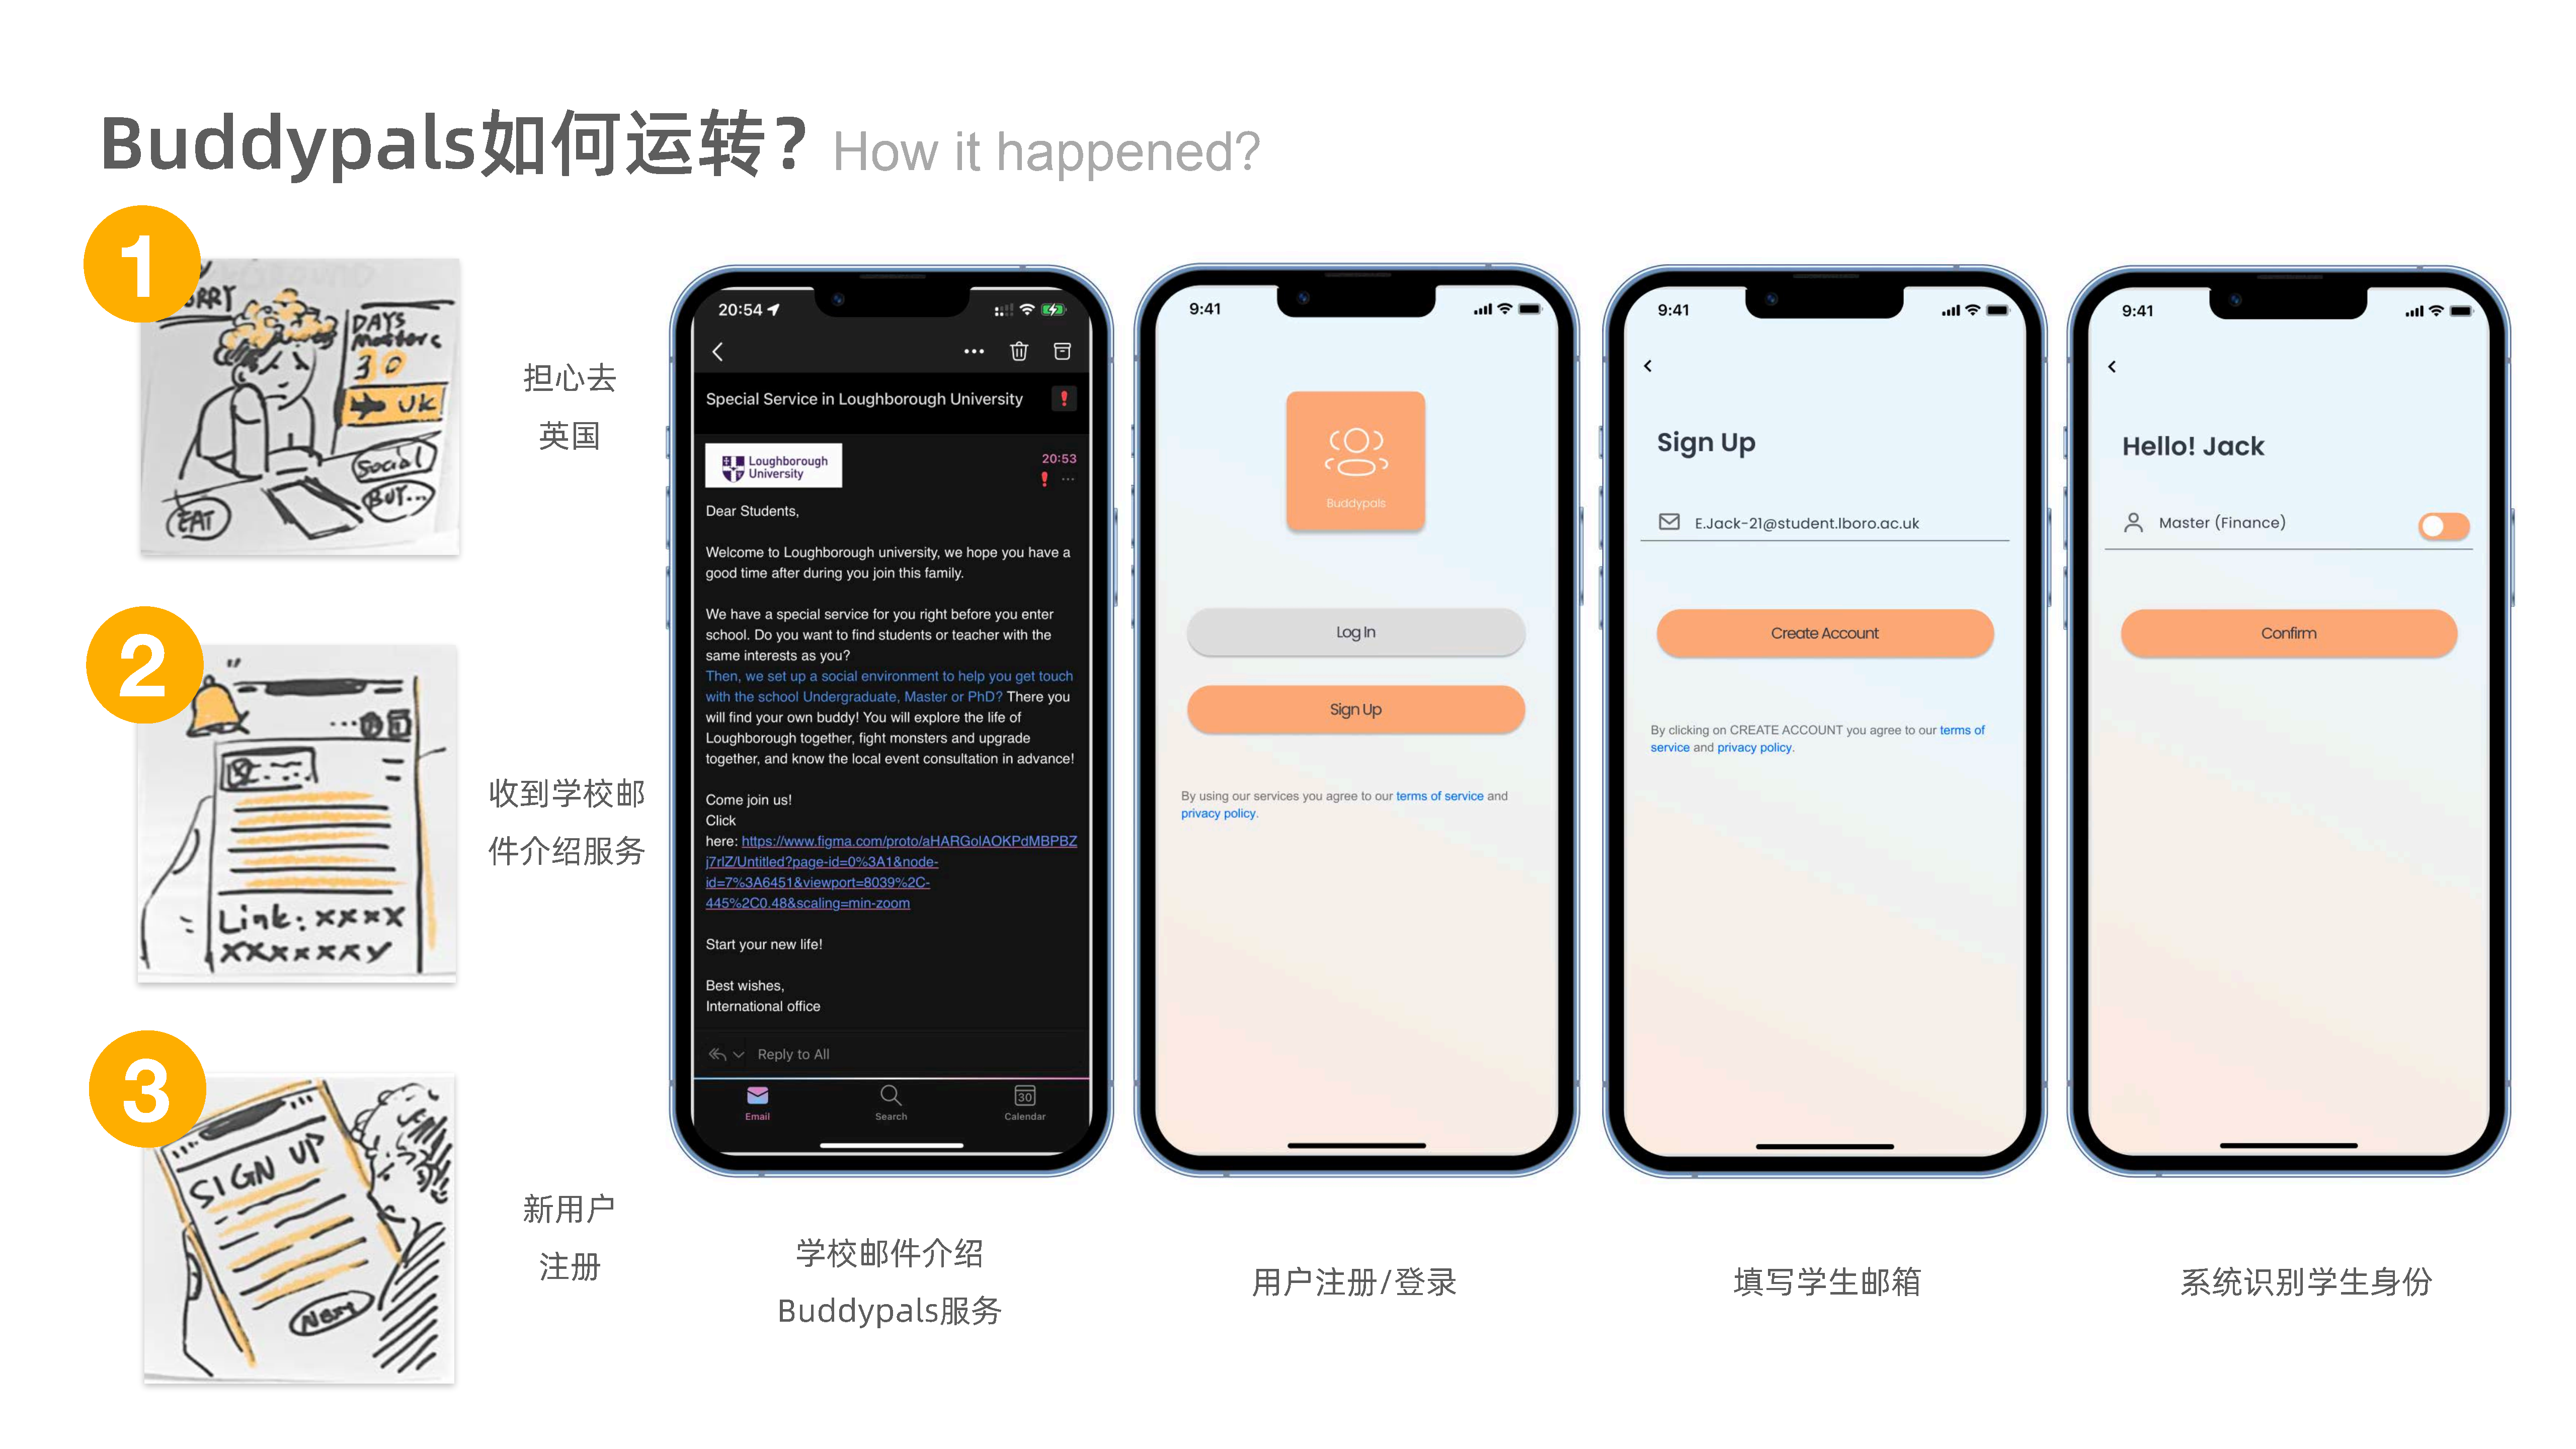 Buddypals如何运转？ How it happened?
1
DAYS
30
UK
Social
BUY...
EAT
担心去
英国
2
Link: xxxx
xxxxxxy
收到学校邮
件介绍服务
3
SIGN UP
Next
新用户
注册
20:54
Special Service in Loughborough University
Loughborough
University
20:53
Dear Students,
Welcome to Loughborough university, we hope you have a
good time after during you join this family.
We have a special service for you right before you enter
school. Do you want to find students or teacher with the
same interests as you?
Then, we set up a social environment to help you get touch
with the school Undergraduate, Master or PhD? There you
will find your own buddy! You will explore the life of
Loughborough together, fight monsters and upgrade
together, and know the local event consultation in advance!
Come join us!
Click
here: https://www.figma.com/proto/aHARGolAOKPdMBPBZ
j7rlZ/Untitled?page-id=0%3A1&node-
id=7%3A6451&viewport=8039%2C-
445%2C0.48&scaling=min-zoom
Start your new life!
Best wishes,
International office
Reply to All
Email
Search
30
Calendar
学校邮件介绍
Buddypals服务
9:41
Buddypals
Log In
Sign Up
By using our services you agree to our terms of service and
privacy policy.
用户注册/登录
9:41
Sign Up
E.Jack-21@student.lboro.ac.uk
Create Account
By clicking on CREATE ACCOUNT you agree to our terms of
service and privacy policy.
填写学生邮箱
9:41
Hello! Jack
Master (Finance)
Confirm
系统识别学生身份